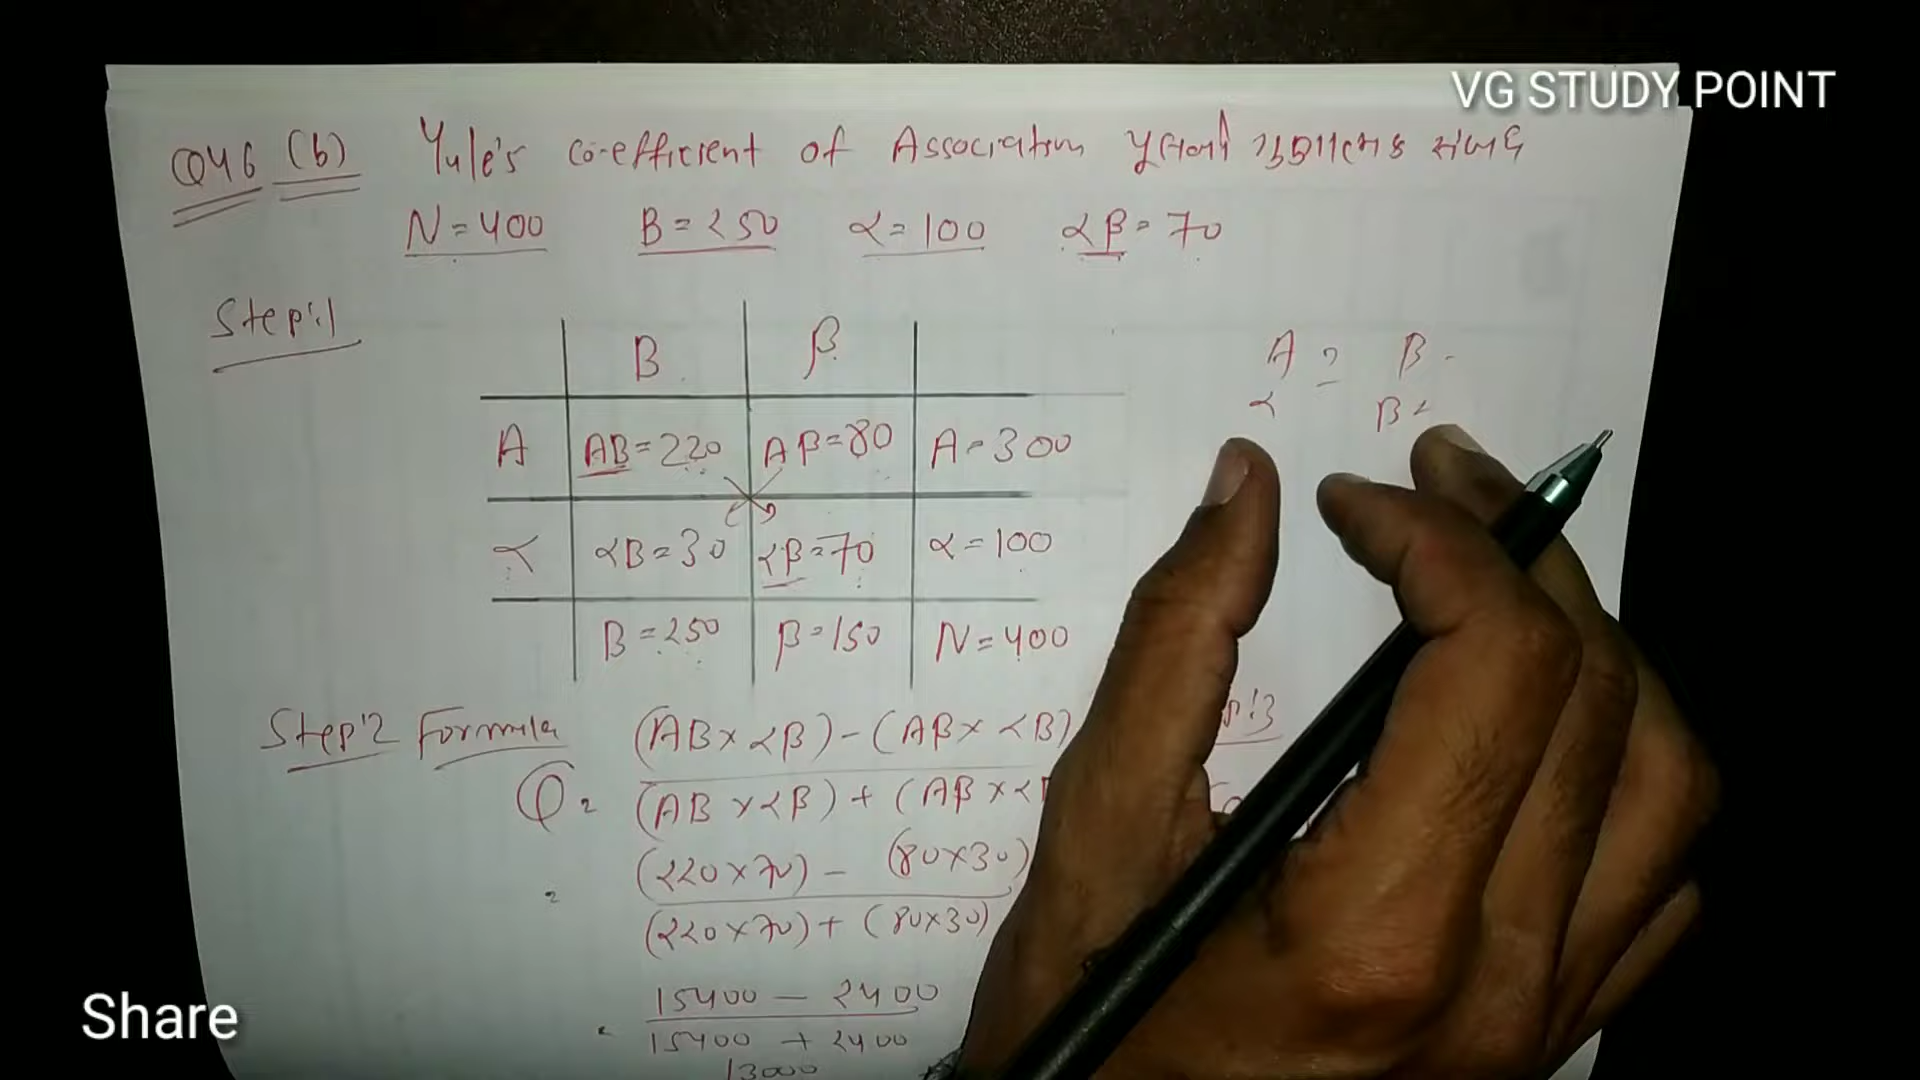 VG STUDY POINT
Q46 (b) Yule's co-efficient of Association
N = 400 B = 250 α = 100 αβ = 70
Step:1
B β
A AB = 220 Aβ = 80 A = 300
α αB = 30 αβ = 70 α = 100
B = 250 β = 150 N = 400
A = B -
α β =
Step:2 Formula (AB × αβ) - (Aβ × αB)
Q = (AB × αβ) + (Aβ × α
= (220 × 70) - (80 × 30)
(220 × 70) + (80 × 30)
= 15400 - 2400
15400 + 2400
13000
p:3
Share